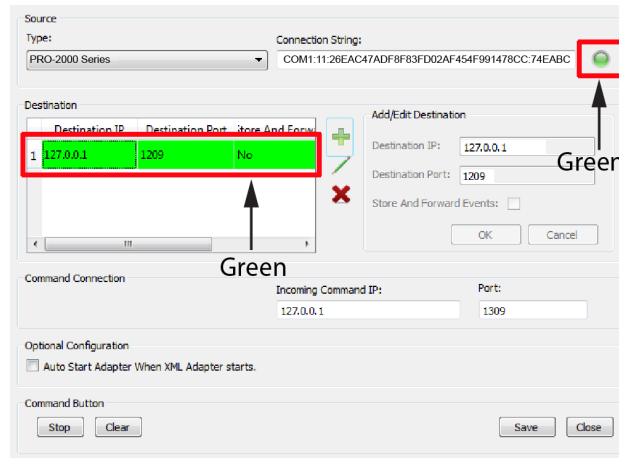 Source
Type: Connection String:
PRO-2000 Series COM1:11:26EAC47ADF8F83FD02AF454F991478CC:74EABC
Destination
Destination IP Destination Port Store And Forw
1 127.0.0.1 1209 No
Add/Edit Destination
Destination IP: 127.0.0.1
Destination Port: 1209
Store And Forward Events:
OK Cancel
Green
Green
Command Connection
Incoming Command IP: Port:
127.0.0.1 1309
Optional Configuration
Auto Start Adapter When XML Adapter starts.
Command Button
Stop Clear Save Close